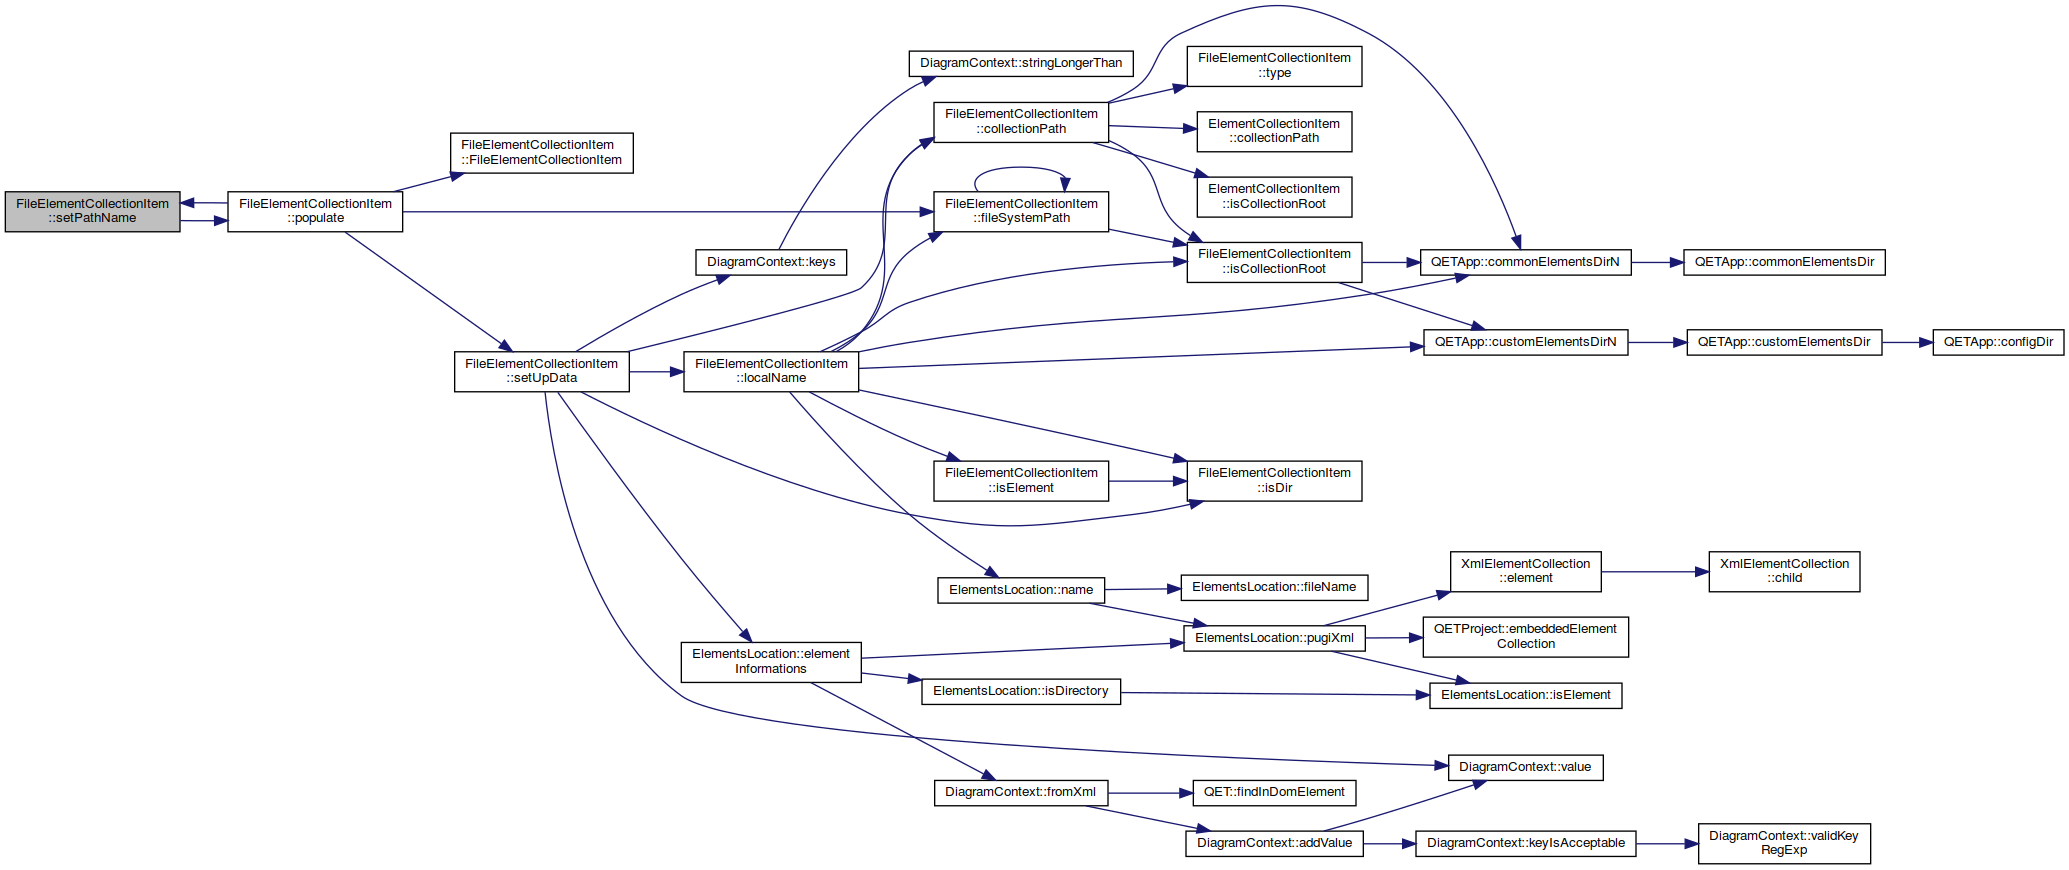 FileElementCollectionItem
::setPathName
FileElementCollectionItem
::populate
FileElementCollectionItem
::FileElementCollectionItem
FileElementCollectionItem
::setUpData
DiagramContext::keys
DiagramContext::stringLongerThan
FileElementCollectionItem
::collectionPath
FileElementCollectionItem
::type
ElementCollectionItem
::collectionPath
ElementCollectionItem
::isCollectionRoot
FileElementCollectionItem
::fileSystemPath
FileElementCollectionItem
::isCollectionRoot
QETApp::commonElementsDirN
QETApp::commonElementsDir
QETApp::customElementsDirN
QETApp::customElementsDir
QETApp::configDir
FileElementCollectionItem
::localName
FileElementCollectionItem
::isElement
FileElementCollectionItem
::isDir
ElementsLocation::name
ElementsLocation::fileName
ElementsLocation::pugiXml
XmlElementCollection
::element
XmlElementCollection
::child
QETProject::embeddedElement
Collection
ElementsLocation::isElement
ElementsLocation::element
Informations
ElementsLocation::isDirectory
DiagramContext::fromXml
QET::findInDomElement
DiagramContext::addValue
DiagramContext::value
DiagramContext::keyIsAcceptable
DiagramContext::validKey
RegExp